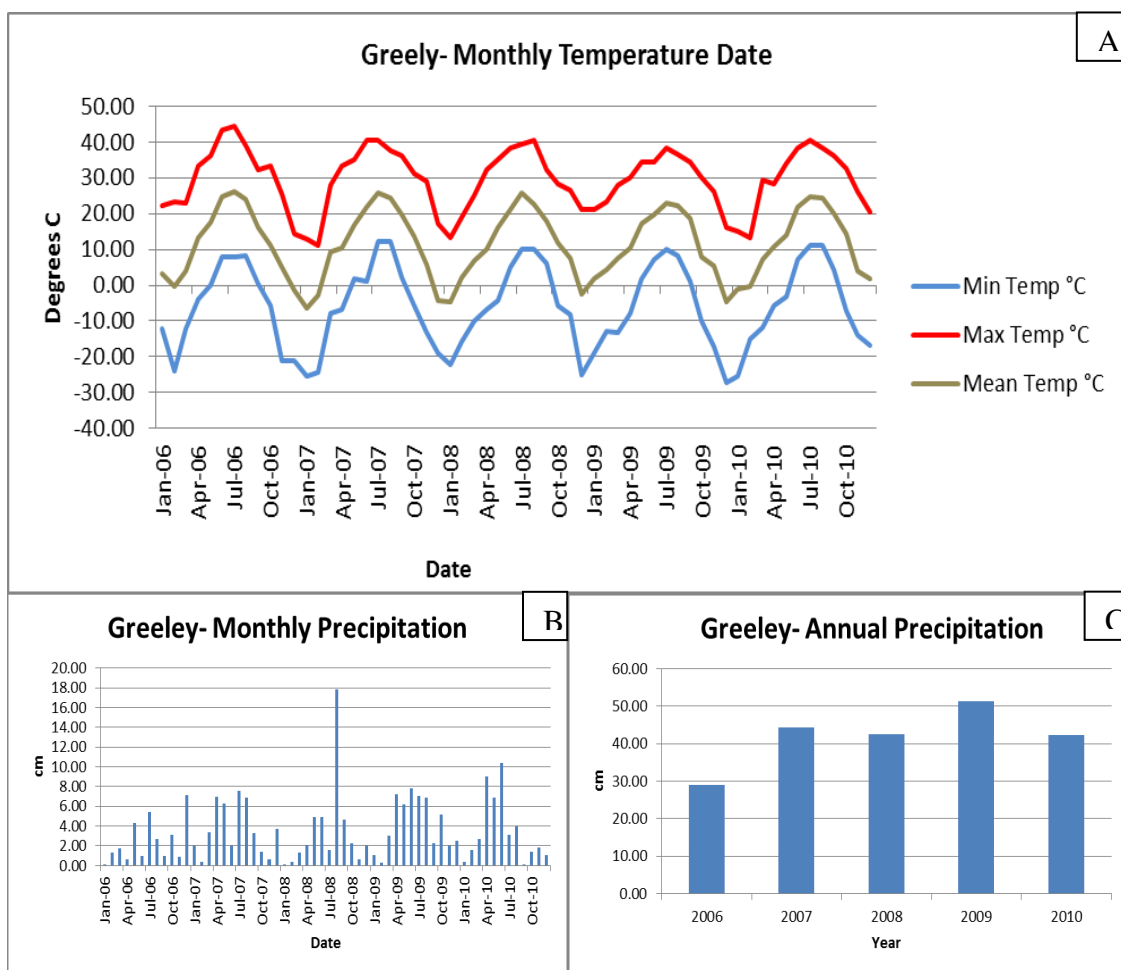 A
Greely- Monthly Temperature Date
50.00
40.00
30.00
20.00
10.00
0.00
-10.00
-20.00
-30.00
-40.00
Degrees C
Jan-06
Apr-06
Jul-06
Oct-06
Jan-07
Apr-07
Jul-07
Oct-07
Jan-08
Apr-08
Jul-08
Oct-08
Jan-09
Apr-09
Jul-09
Oct-09
Jan-10
Apr-10
Jul-10
Oct-10
Date
Min Temp °C
Max Temp °C
Mean Temp °C
B
Greeley- Monthly Precipitation
20.00
18.00
16.00
14.00
12.00
10.00
8.00
6.00
4.00
2.00
0.00
cm
Jan-06
Apr-06
Jul-06
Oct-06
Jan-07
Apr-07
Jul-07
Oct-07
Jan-08
Apr-08
Jul-08
Oct-08
Jan-09
Apr-09
Jul-09
Oct-09
Jan-10
Apr-10
Jul-10
Oct-10
Date
C
Greeley- Annual Precipitation
60.00
50.00
40.00
30.00
20.00
10.00
0.00
cm
2006
2007
2008
2009
2010
Year